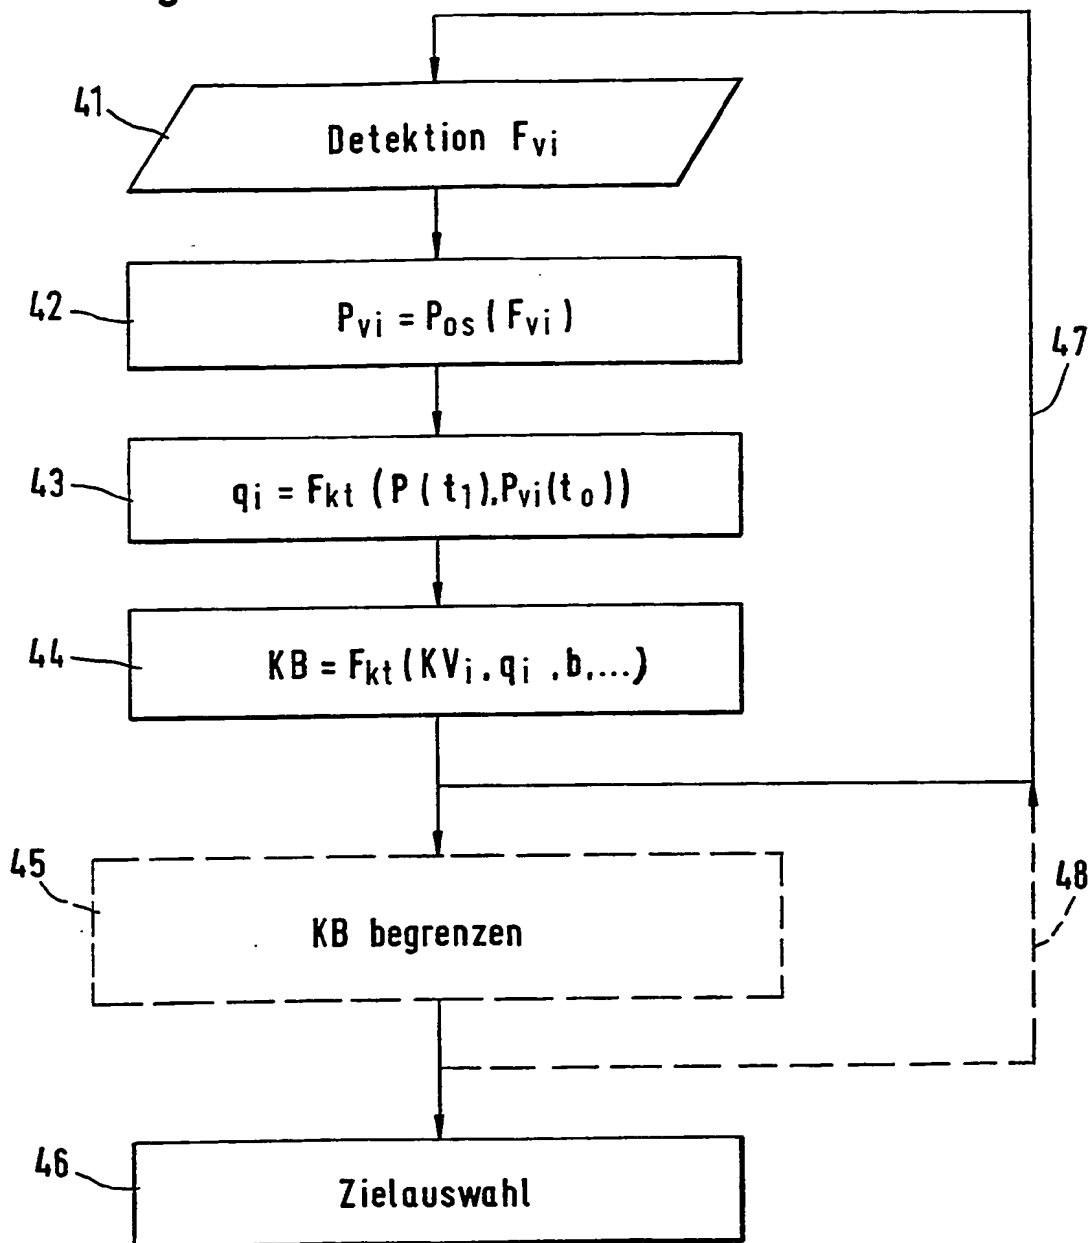 41
Detektion Fvi
42
Pvi = Pos (Fvi)
47
43
qi = Fkt (P(t1),Pvi(to))
44
KB = Fkt(KVi, qi ,b,...)
45
48
KB begrenzen
46
Zielauswahl